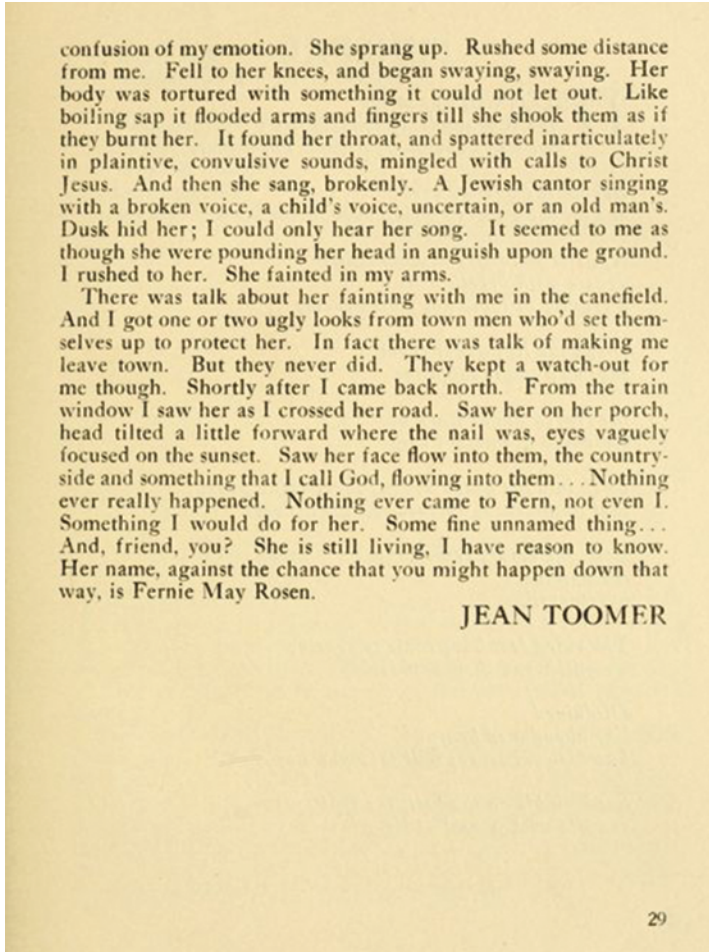 confusion of my emotion. She sprang up. Rushed some distance
from me. Fell to her knees, and began swaying, swaying. Her
body was tortured with something it could not let out. Like
boiling sap it flooded arms and fingers till she shook them as if
they burnt her. It found her throat, and spattered inarticulately
in plaintive, convulsive sounds, mingled with calls to Christ
Jesus. And then she sang, brokenly. A Jewish cantor singing
with a broken voice, a child's voice, uncertain, or an old man's.
Dusk hid her; I could only hear her song. It seemed to me as
though she were pounding her head in anguish upon the ground.
I rushed to her. She fainted in my arms.
There was talk about her fainting with me in the canefield.
And I got one or two ugly looks from town men who'd set them-
selves up to protect her. In fact there was talk of making me
leave town. But they never did. They kept a watch-out for
me though. Shortly after I came back north. From the train
window I saw her as I crossed her road. Saw her on her porch,
head tilted a little forward where the nail was, eyes vaguely
focused on the sunset. Saw her face flow into them, the country-
side and something that I call God, flowing into them... Nothing
ever really happened. Nothing ever came to Fern, not even I.
Something I would do for her. Some fine unnamed thing...
And, friend, you? She is still living, I have reason to know.
Her name, against the chance that you might happen down that
way, is Fernie May Rosen.
JEAN TOOMER
29